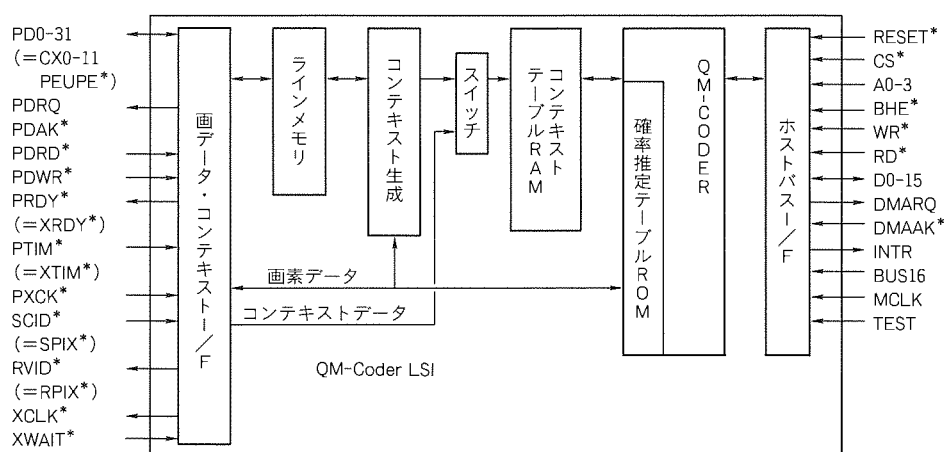 PD0-31
(=CX0-11
PEUPE*)
PDRQ
PDAK*
PDRD*
PDWR*
PRDY*
(=XRDY*)
PTIM*
(=XTIM*)
PXCK*
SCID*
(=SPIX*)
RVID*
(=RPIX*)
XCLK*
XWAIT*
画データ・コンテキストI/F
ラインメモリ
コンテキスト生成
スイッチ
コンテキスト
テーブルRAM
確率推定テーブルROM
QM-CODER
ホストバスI/F
画素データ
コンテキストデータ
QM-Coder LSI
RESET*
CS*
A0-3
BHE*
WR*
RD*
D0-15
DMARQ
DMAAK*
INTR
BUS16
MCLK
TEST